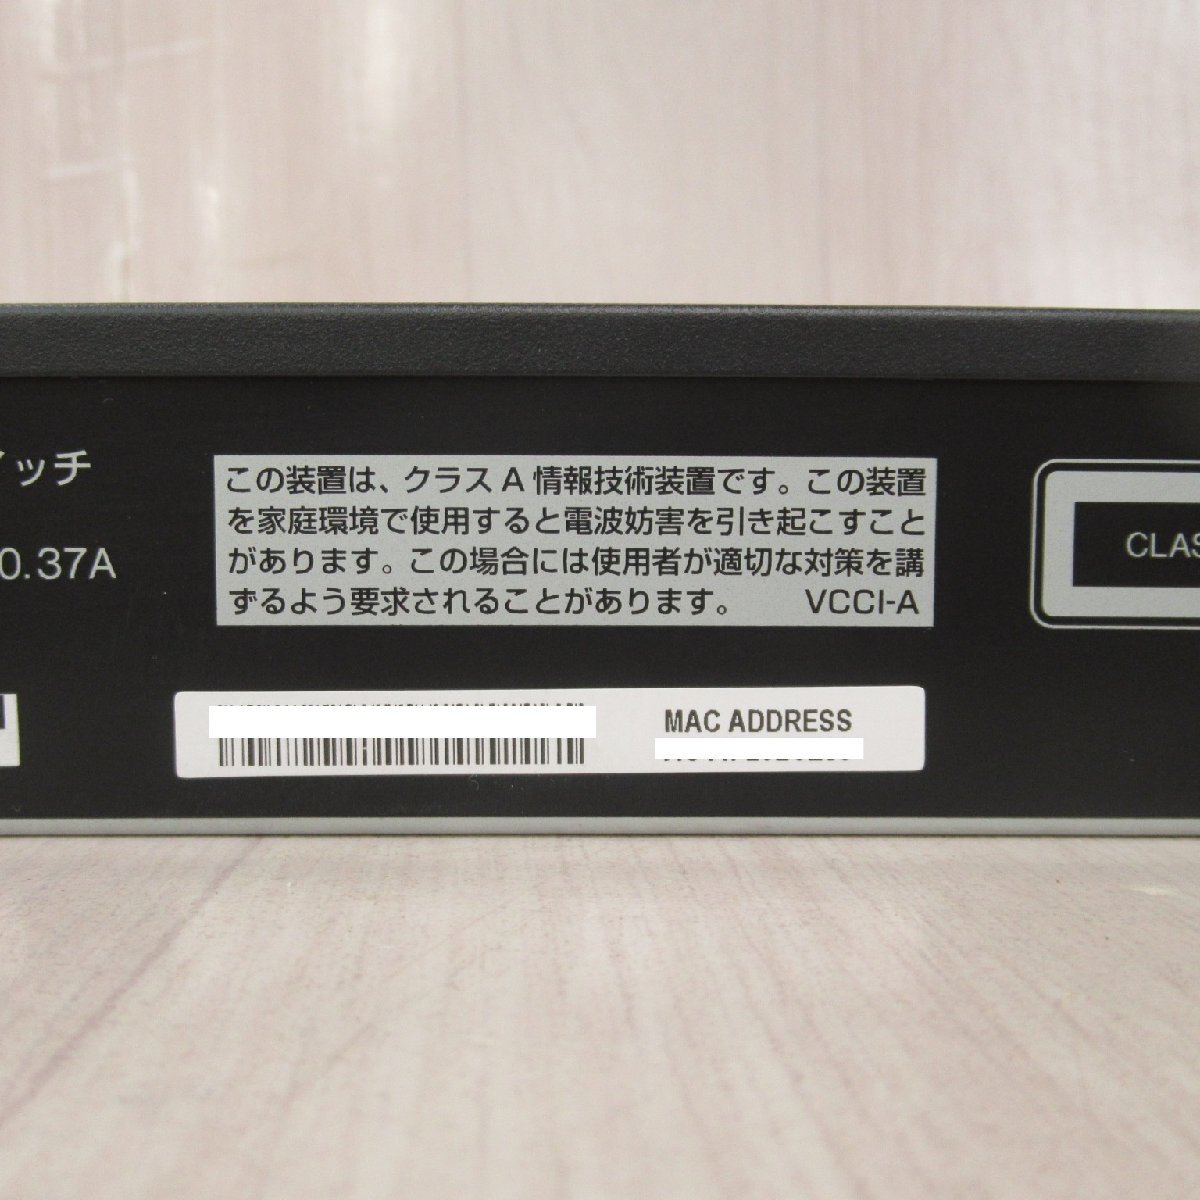 イッチ
0.37A
この装置は、クラス A 情報技術装置です。この装置
を家庭環境で使用すると電波妨害を引き起こすこと
があります。この場合には使用者が適切な対策を講
ずるよう要求されることがあります。 VCCI-A
CLAS
MAC ADDRESS